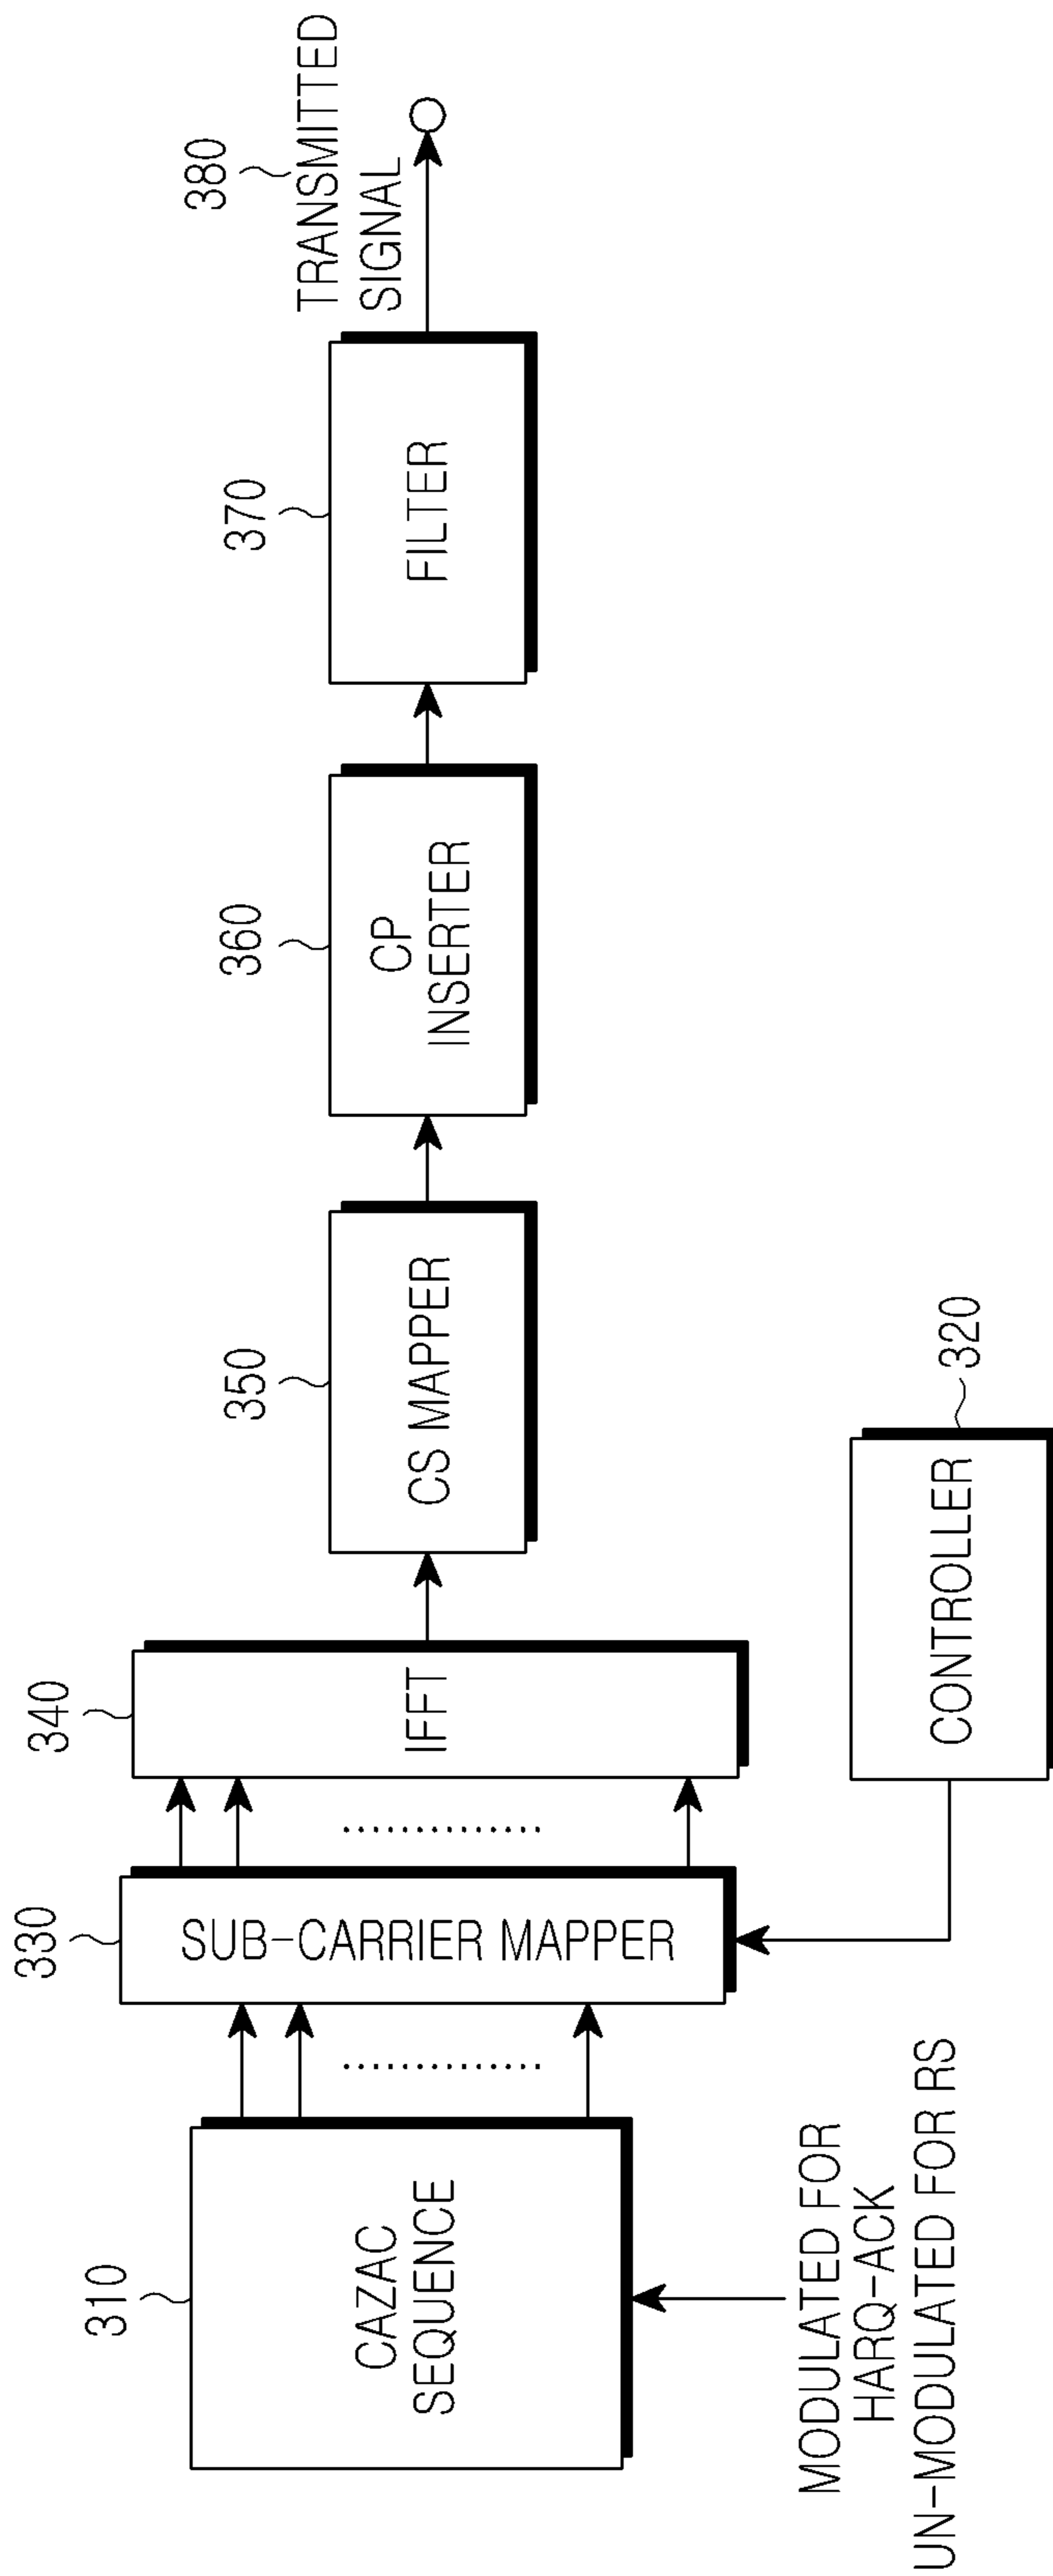 310
CAZAC
SEQUENCE
MODULATED FOR
HARQ-ACK
UN-MODULATED FOR RS
330
SUB-CARRIER MAPPER
320
CONTROLLER
340
IFFT
350
CS MAPPER
360
CP
INSERTER
370
FILTER
380
TRANSMITTED
SIGNAL